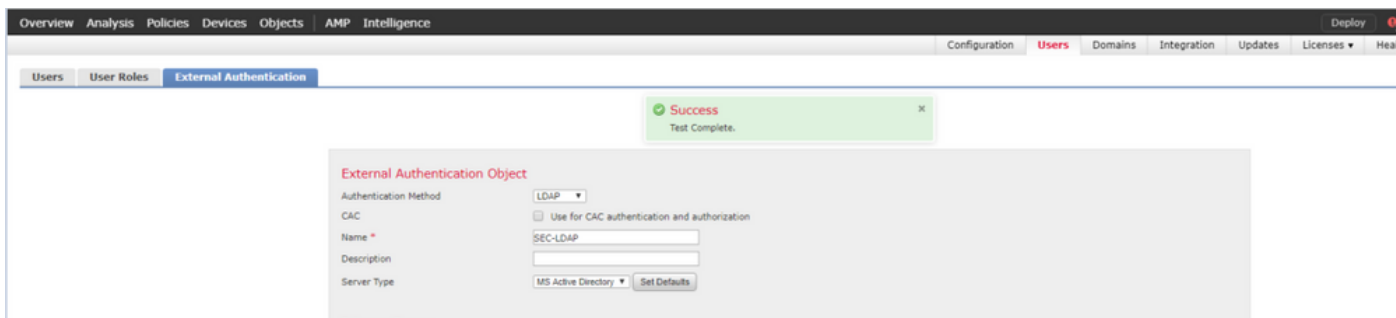 Overview Analysis Policies Devices Objects AMP Intelligence Deploy
Configuration Users Domains Integration Updates Licenses ▾
Users User Roles External Authentication
Success ×
Test Complete.
External Authentication Object
Authentication Method LDAP ▾
CAC Use for CAC authentication and authorization
Name * SEC-LDAP
Description
Server Type MS Active Directory ▾ Set Defaults